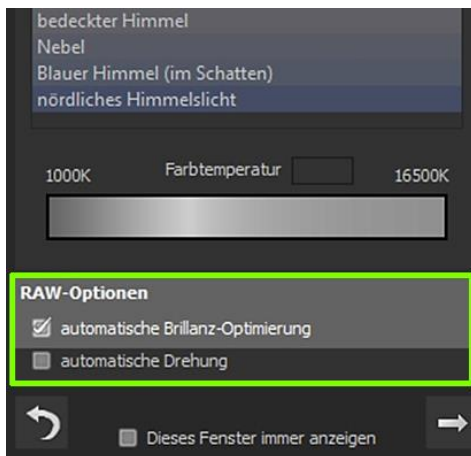 bedeckter Himmel
Nebel
Blauer Himmel (im Schatten)
nördliches Himmelslicht
1000K Farbtemperatur 16500K
RAW-Optionen
automatische Brillanz-Optimierung
automatische Drehung
Dieses Fenster immer anzeigen